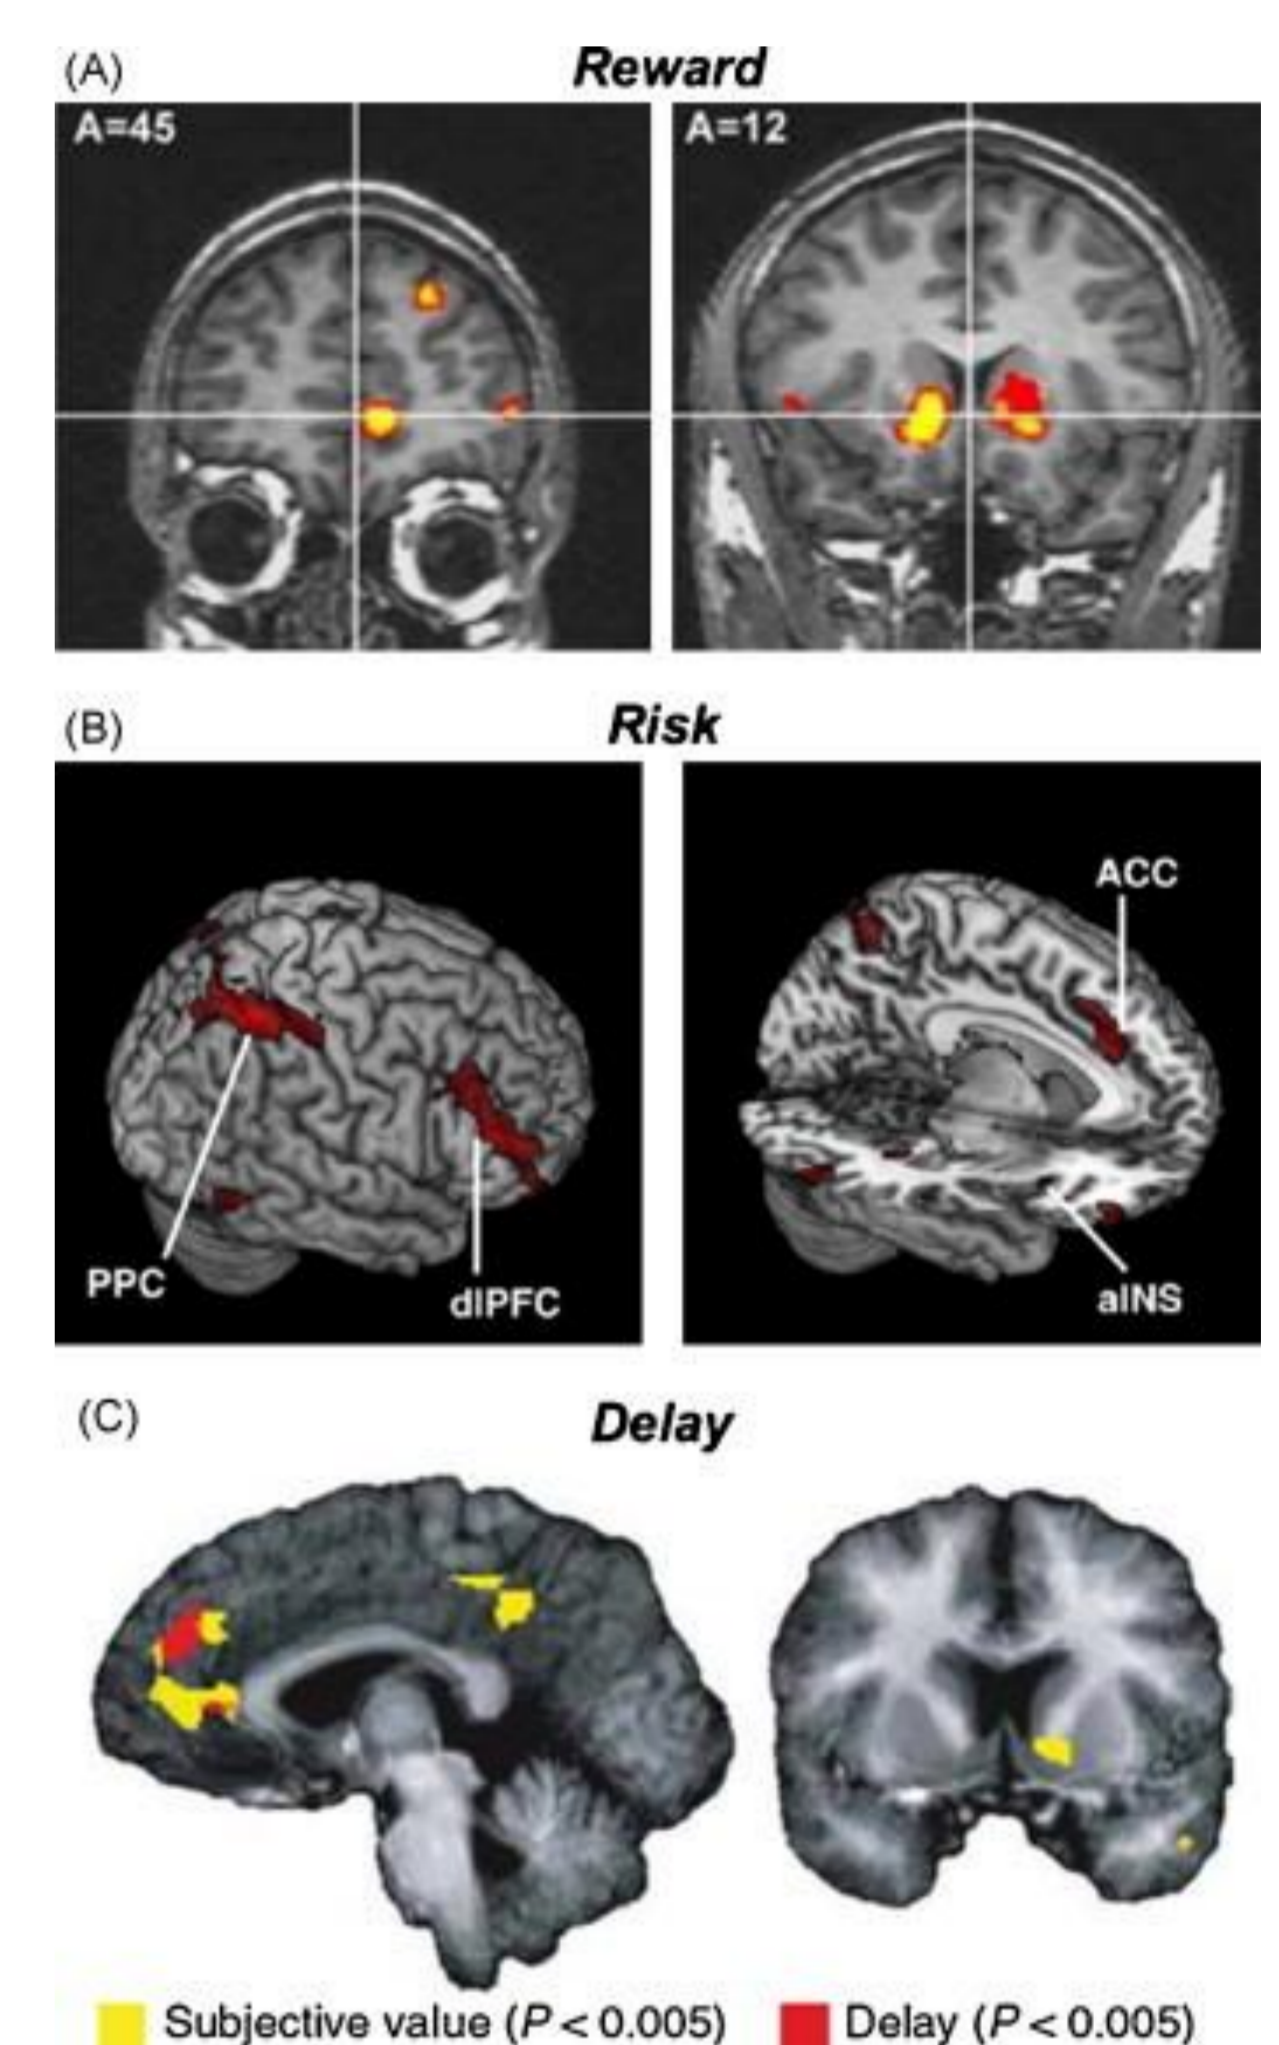 (A) Reward
A=45 A=12
(B) Risk
ACC
PPC
dlPFC
aINS
(C) Delay
Subjective value (P < 0.005) Delay (P < 0.005)